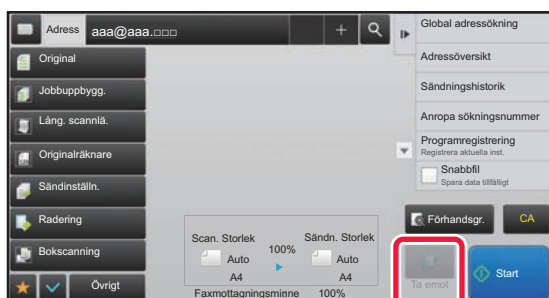 Adress aaa@aaa.□□□ +
Original
Jobbuppbygg.
Lång. scannlä.
Originalräknare
Sändinställn.
Radering
Bokscanning
Övrigt
Scan. Storlek
Auto
A4
100%
Sändn. Storlek
Auto
A4
Faxmottagningsminne 100%
Global adressökning
Adressöversikt
Sändningshistorik
Anropa sökningsnummer
Programregistrering
Registrera aktuella inst.
Snabbfil
Spara data tillfälligt
Förhandsgr.
CA
Ta emot
Start